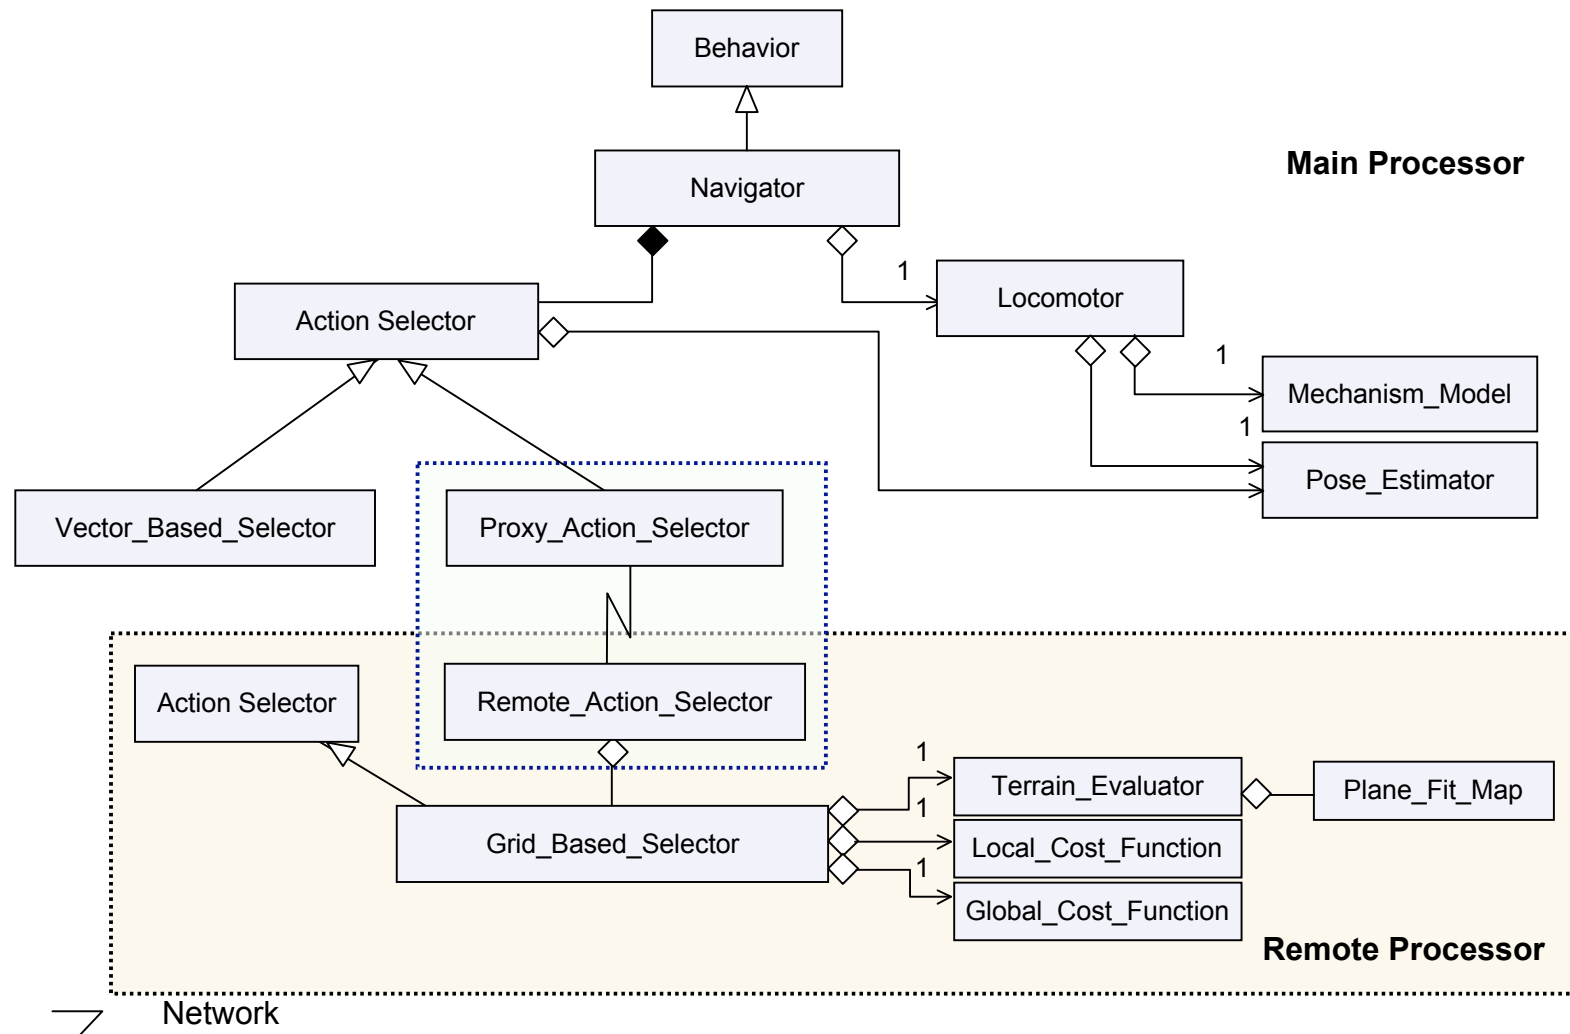 Behavior
Main Processor
Navigator
1
Locomotor
Action Selector
1
Mechanism_Model
1
Pose_Estimator
Vector_Based_Selector
Proxy_Action_Selector
Action Selector
Remote_Action_Selector
1
Terrain_Evaluator
Plane_Fit_Map
1
Grid_Based_Selector
Local_Cost_Function
1
Global_Cost_Function
Remote Processor
Network